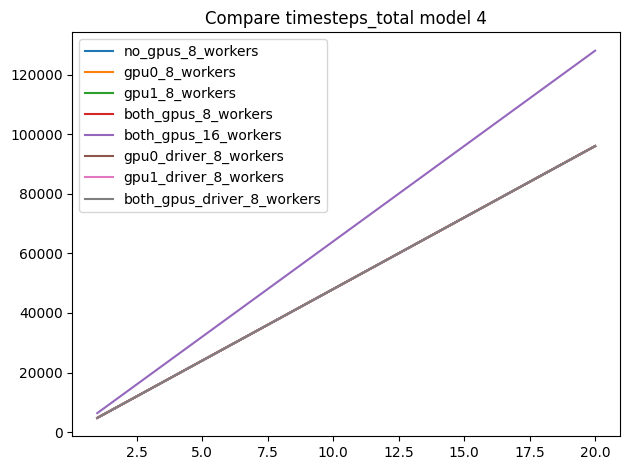 Compare timesteps_total model 4
no_gpus_8_workers
gpu0_8_workers
gpu1_8_workers
both_gpus_8_workers
both_gpus_16_workers
gpu0_driver_8_workers
gpu1_driver_8_workers
both_gpus_driver_8_workers
120000
100000
80000
60000
40000
20000
0
2.5 5.0 7.5 10.0 12.5 15.0 17.5 20.0